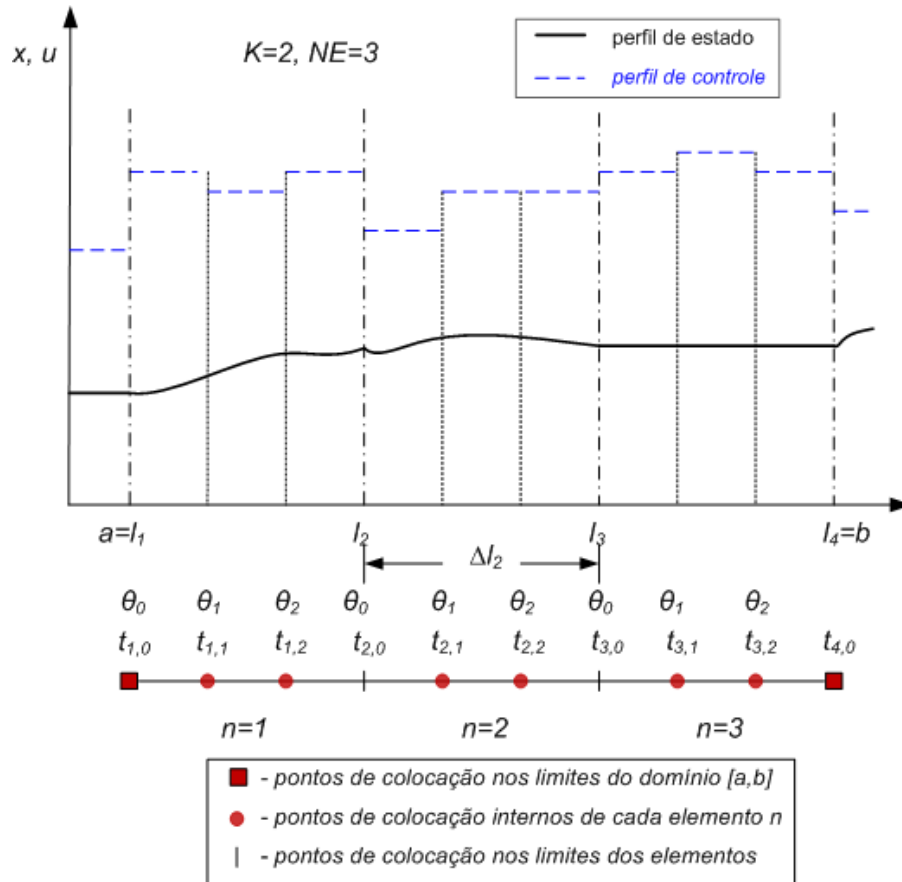 x, u
K=2, NE=3
perfil de estado
perfil de controle
a=l₁ l₂ l₃ l₄=b
Δl₂
θ₀ θ₁ θ₂ θ₀ θ₁ θ₂ θ₀ θ₁ θ₂
t₁,₀ t₁,₁ t₁,₂ t₂,₀ t₂,₁ t₂,₂ t₃,₀ t₃,₁ t₃,₂ t₄,₀
n=1 n=2 n=3
- pontos de colocação nos limites do domínio [a,b]
- pontos de colocação internos de cada elemento n
- pontos de colocação nos limites dos elementos